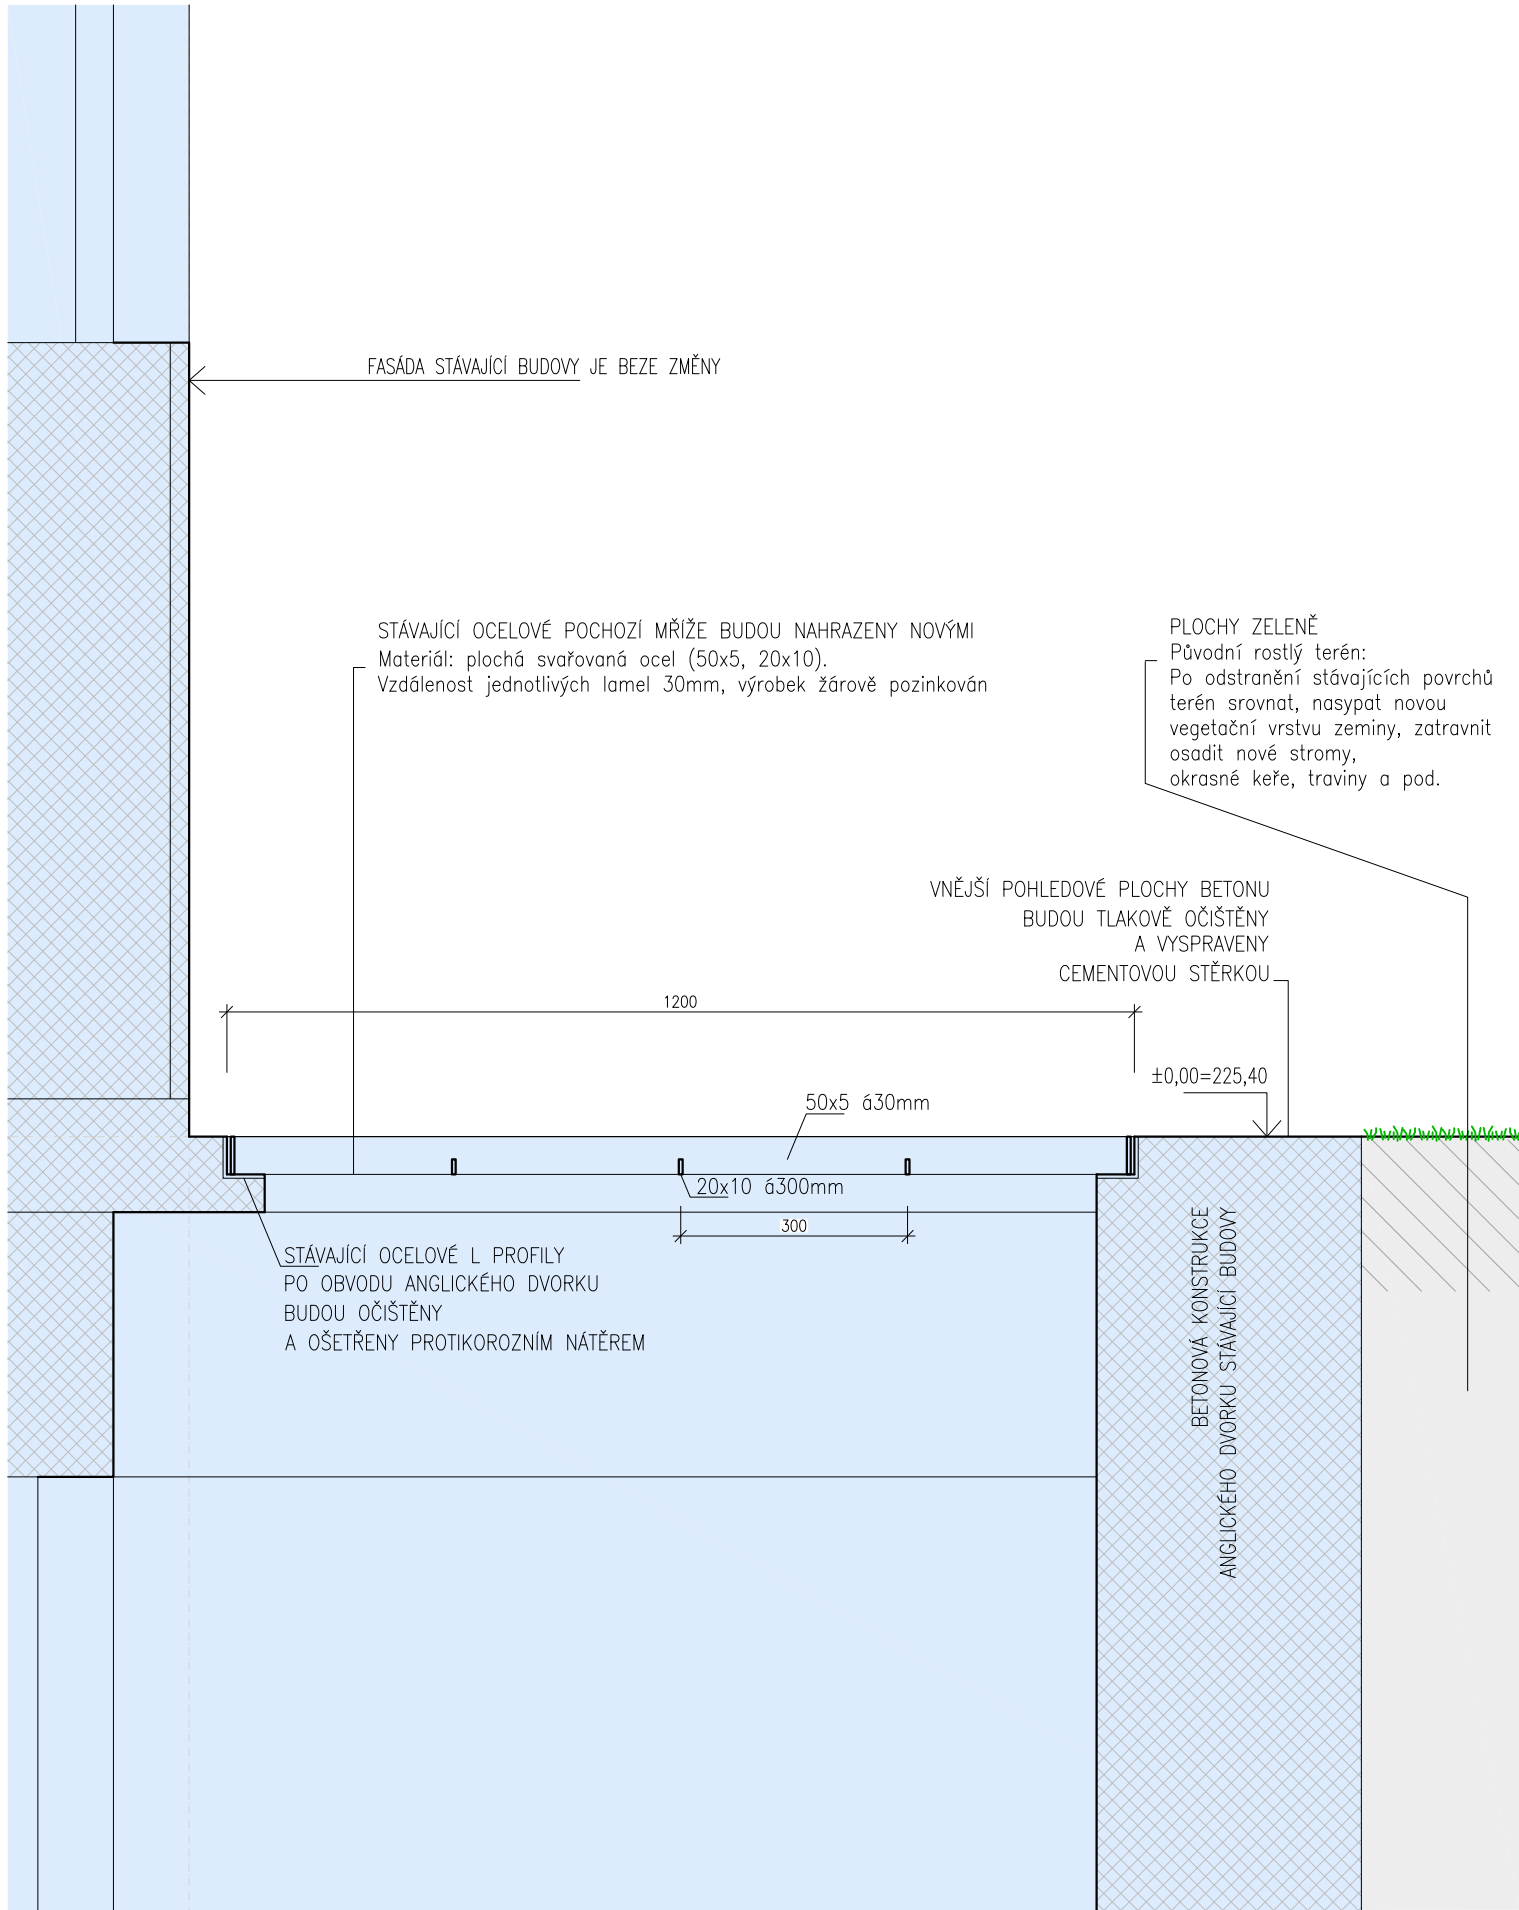 FASÁDA STÁVAJÍCÍ BUDOVY JE BEZE ZMĚNY
STÁVAJÍCÍ OCELOVÉ POCHOZÍ MŘÍŽE BUDOU NAHRAZENY NOVÝMI
Materiál: plochá svařovaná ocel (50x5, 20x10).
Vzdálenost jednotlivých lamel 30mm, výrobek žárově pozinkován
PLOCHY ZELENĚ
Původní rostlý terén:
Po odstranění stávajících povrchů
terén srovnat, nasypat novou
vegetační vrstvu zeminy, zatravnit
osadit nové stromy,
okrasné keře, traviny a pod.
VNĚJŠÍ POHLEDOVÉ PLOCHY BETONU
BUDOU TLAKOVĚ OČIŠTĚNY
A VYSPRAVENY
CEMENTOVOU STĚRKOU
1200
±0,00=225,40
50x5 á30mm
20x10 á300mm
300
STÁVAJÍCÍ OCELOVÉ L PROFILY
PO OBVODU ANGLICKÉHO DVORKU
BUDOU OČIŠTĚNY
A OŠETŘENY PROTIKOROZNÍM NÁTĚREM
BETONOVÁ KONSTRUKCE
ANGLICKÉHO DVORKU STÁVAJÍCÍ BUDOVY